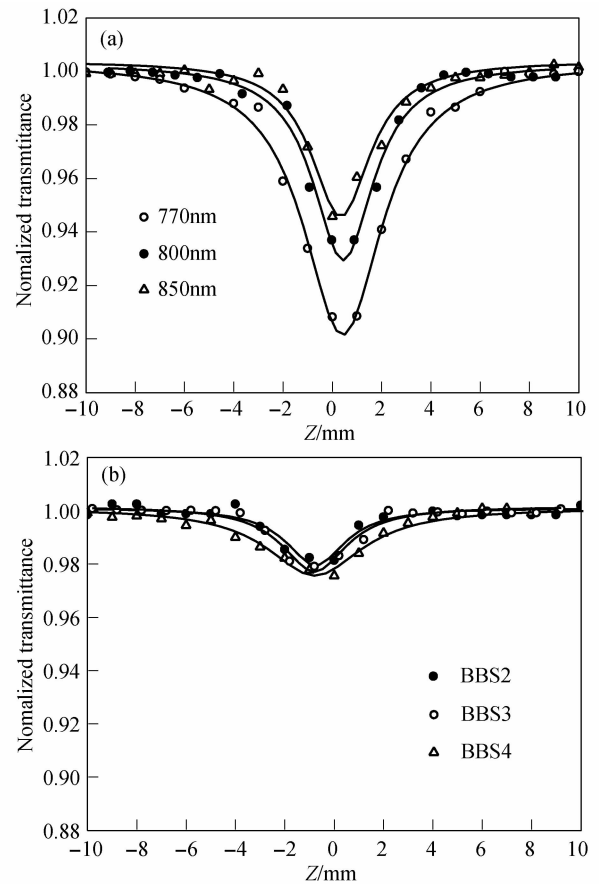 (a)
1.02
1.00
0.98
0.96
0.94
0.92
0.90
0.88
Nomalized transmtitance
770nm
800nm
850nm
−10 −8 −6 −4 −2 0 2 4 6 8 10
Z/mm
(b)
1.02
1.00
0.98
0.96
0.94
0.92
0.90
0.88
Nomalized transmittance
BBS2
BBS3
BBS4
−10 −8 −6 −4 −2 0 2 4 6 8 10
Z/mm